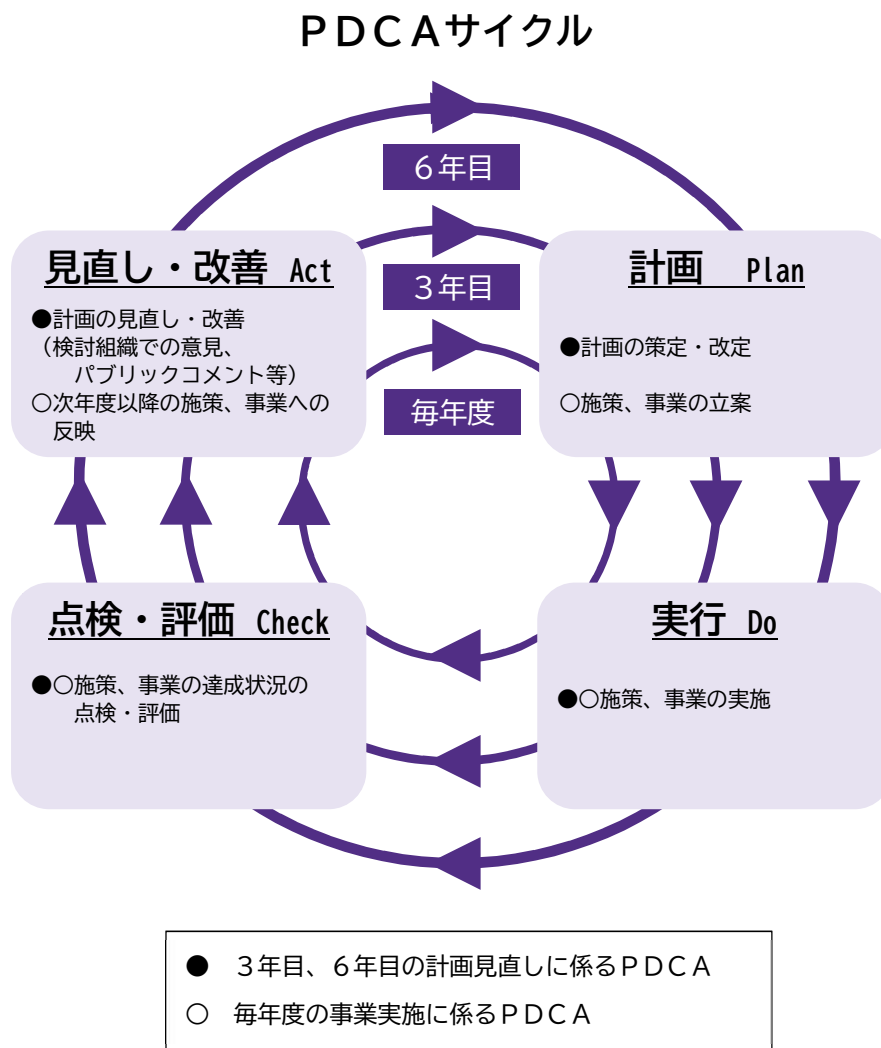 ＰＤＣＡサイクル
６年目
３年目
毎年度
見直し・改善 Act
●計画の見直し・改善
（検討組織での意見、
パブリックコメント等）
○次年度以降の施策、事業への
反映
計画 Plan
●計画の策定・改定
○施策、事業の立案
点検・評価 Check
●○施策、事業の達成状況の
点検・評価
実行 Do
●○施策、事業の実施
● ３年目、６年目の計画見直しに係るＰＤＣＡ
○ 毎年度の事業実施に係るＰＤＣＡ